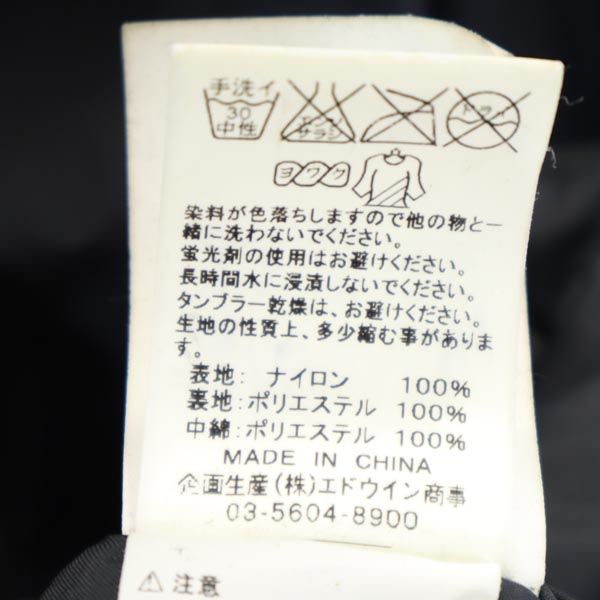 手洗イ
30
中性
エンソ
サラシ
ドライ
ヨワク
染料が色落ちしますので他の物と一
緒に洗わないでください。
蛍光剤の使用はお避けください。
長時間水に浸漬しないでください。
タンブラー乾燥は、お避けください。
生地の性質上、多少縮む事がありま
す。
表地: ナイロン 100%
裏地:ポリエステル 100%
中綿:ポリエステル 100%
MADE IN CHINA
企画生産(株)エドウイン商事
03-5604-8900
⚠注意